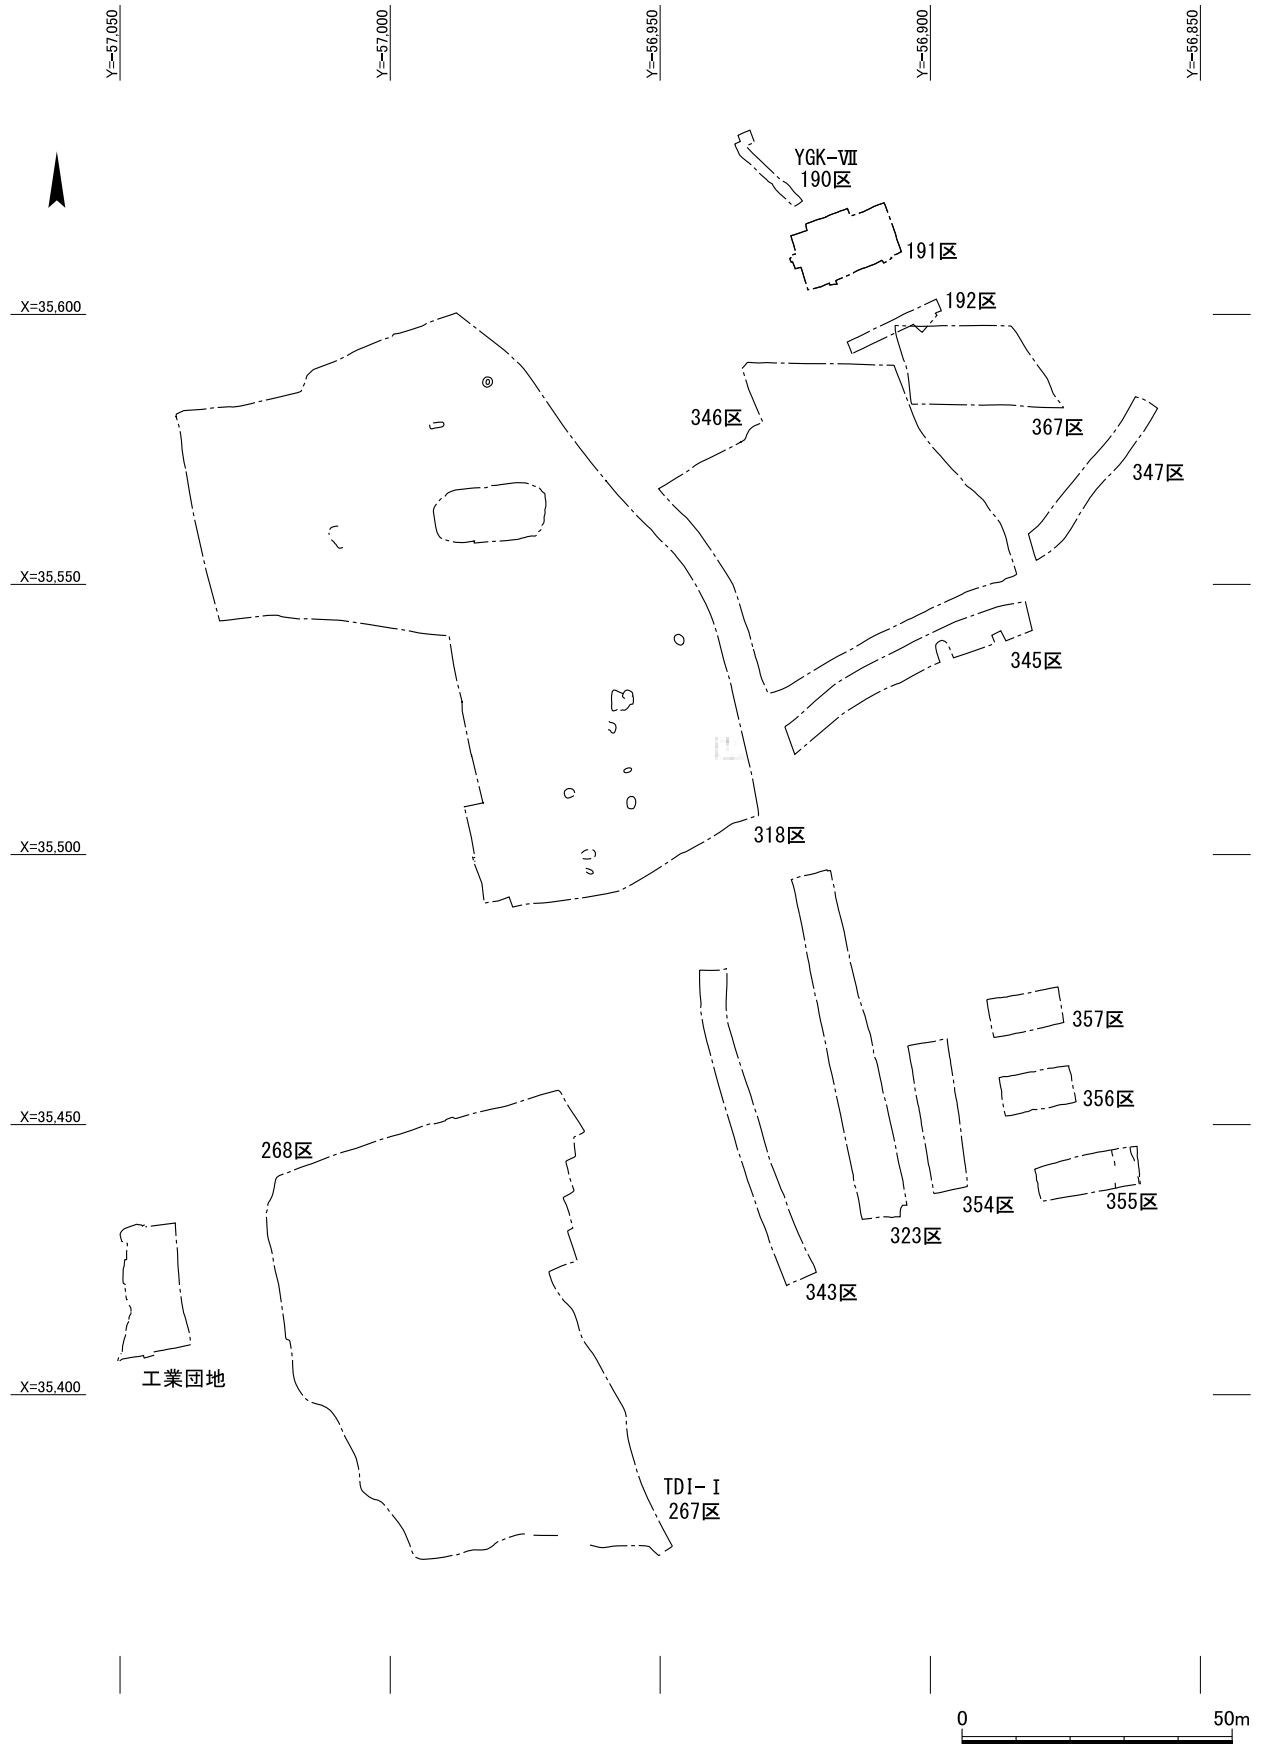 Y=-57,050
Y=-57,000
Y=-56,950
Y=-56,900
Y=-56,850
YGK-Ⅶ
190区
191区
192区
X=35,600
346区
367区
347区
X=35,550
345区
318区
X=35,500
357区
356区
X=35,450
268区
355区
354区
323区
343区
工業団地
X=35,400
TDI-Ⅰ
267区
0 50m